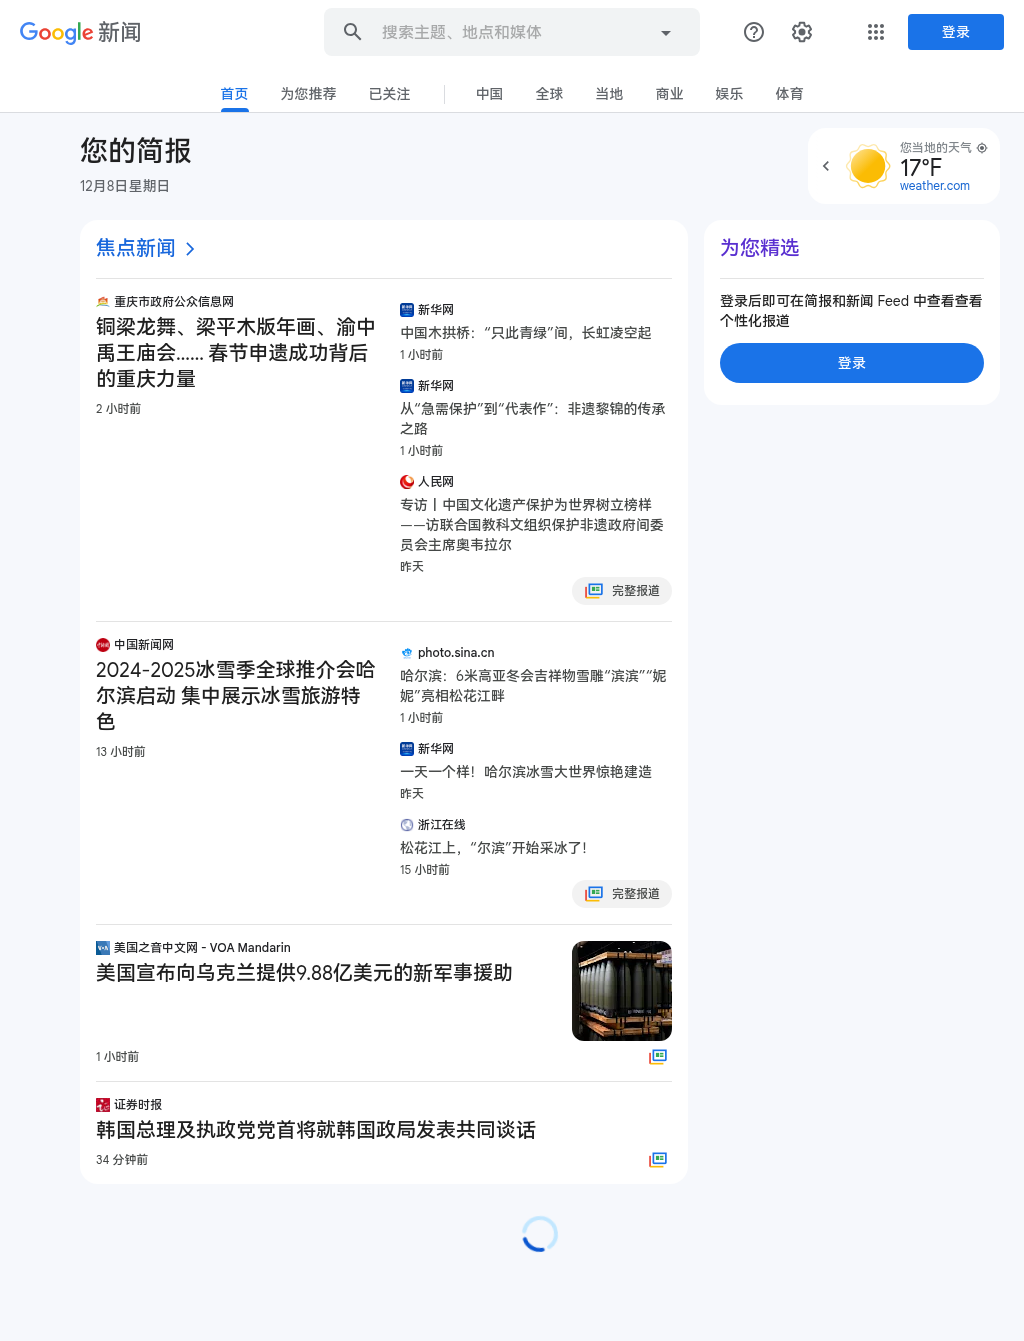 Google 新闻
搜索主题、地点和媒体
登录
首页
为您推荐
已关注
中国
全球
当地
商业
娱乐
体育
您的简报
12月8日星期日
您当地的天气
17°F
weather.com
焦点新闻
重庆市政府公众信息网
铜梁龙舞、梁平木版年画、渝中
禹王庙会...... 春节申遗成功背后
的重庆力量
2 小时前
新华网
中国木拱桥：“只此青绿”间，长虹凌空起
1 小时前
新华网
从“急需保护”到“代表作”：非遗黎锦的传承
之路
1 小时前
人民网
专访丨中国文化遗产保护为世界树立榜样
——访联合国教科文组织保护非遗政府间委
员会主席奥韦拉尔
昨天
完整报道
中国新闻网
2024-2025冰雪季全球推介会哈
尔滨启动 集中展示冰雪旅游特
色
13 小时前
photo.sina.cn
哈尔滨：6米高亚冬会吉祥物雪雕“滨滨”“妮
妮”亮相松花江畔
1 小时前
新华网
一天一个样！哈尔滨冰雪大世界惊艳建造
昨天
浙江在线
松花江上，“尔滨”开始采冰了！
15 小时前
完整报道
美国之音中文网 - VOA Mandarin
美国宣布向乌克兰提供9.88亿美元的新军事援助
1 小时前
证券时报
韩国总理及执政党党首将就韩国政局发表共同谈话
34 分钟前
为您精选
登录后即可在简报和新闻 Feed 中查看查看
个性化报道
登录